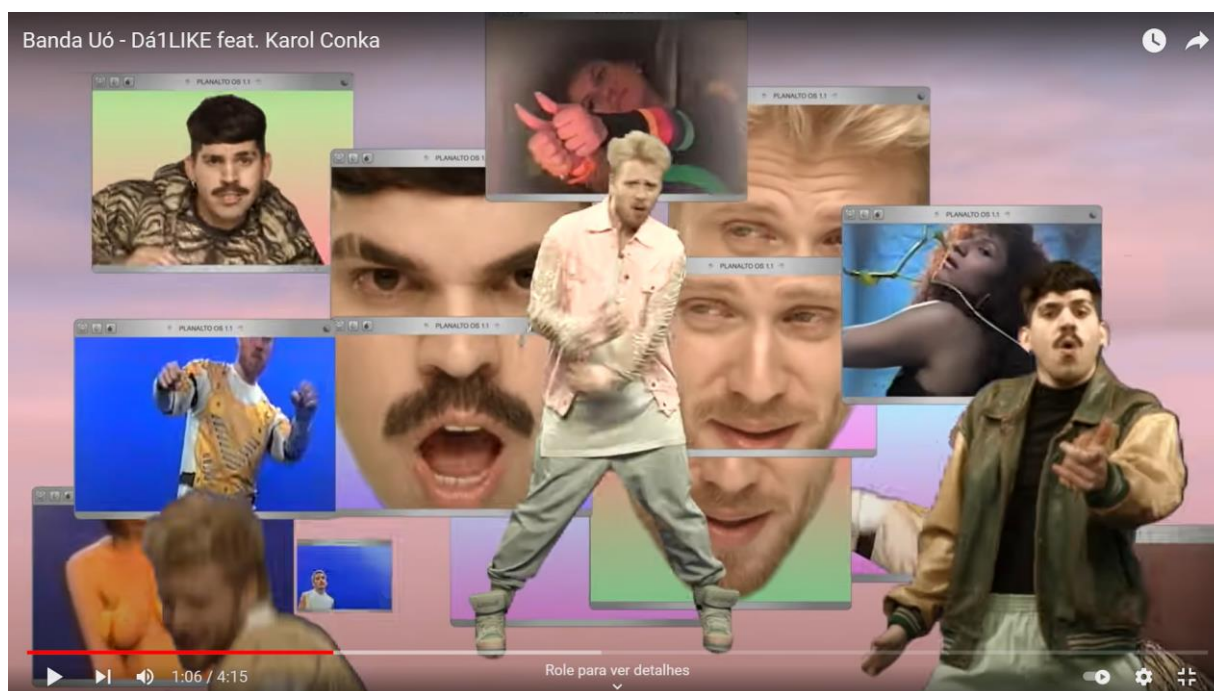 Banda Uó - Dá1LIKE feat. Karol Conka
PLANALTO OS 1.1
PLANALTO OS 1.1
PLANALTO OS 1
PLANALTO OS 1.1
PLANALTO OS 1.1
PLANALTO OS 1.1
PLANALTO OS 1.1
1:06 / 4:15
Role para ver detalhes